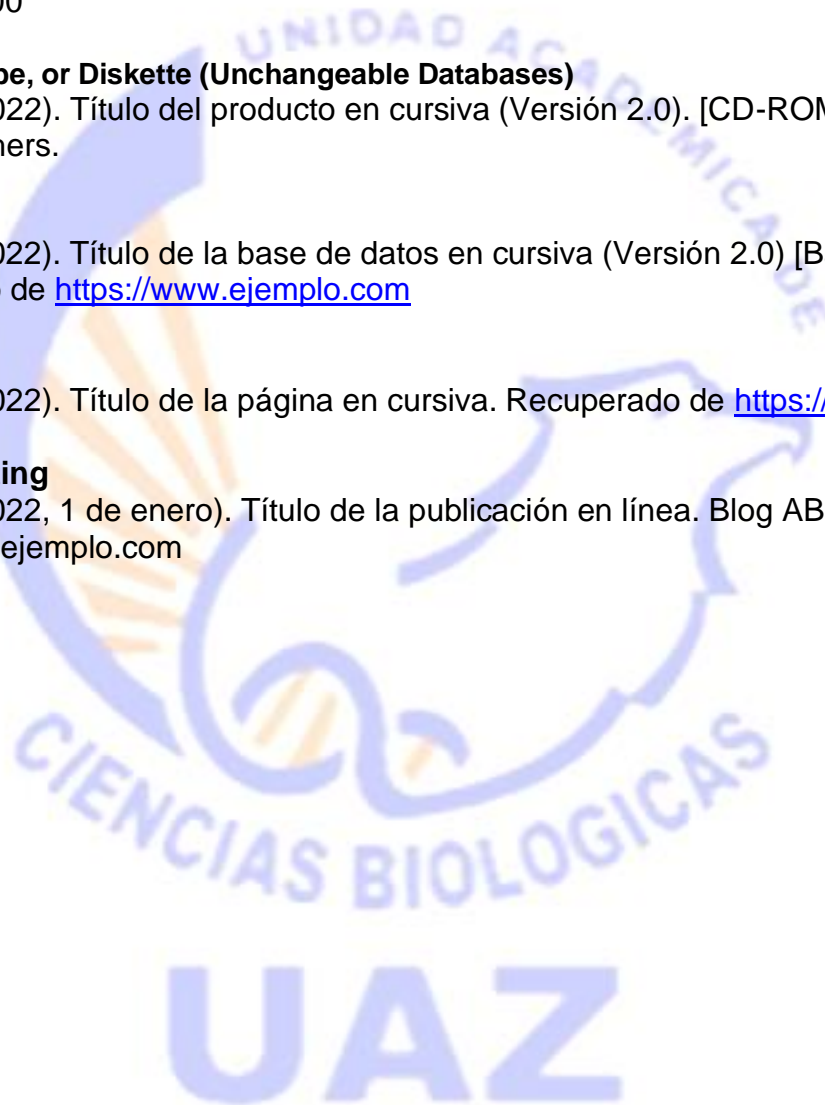 00
UNIDAD ACADEMICA DE
pe, or Diskette (Unchangeable Databases)
022). Título del producto en cursiva (Versión 2.0). [CD-ROM
ners.
022). Título de la base de datos en cursiva (Versión 2.0) [B
o de https://www.ejemplo.com
022). Título de la página en cursiva. Recuperado de https://
ing
022, 1 de enero). Título de la publicación en línea. Blog AB
ejemplo.com
CIENCIAS BIOLOGICAS
UAZ